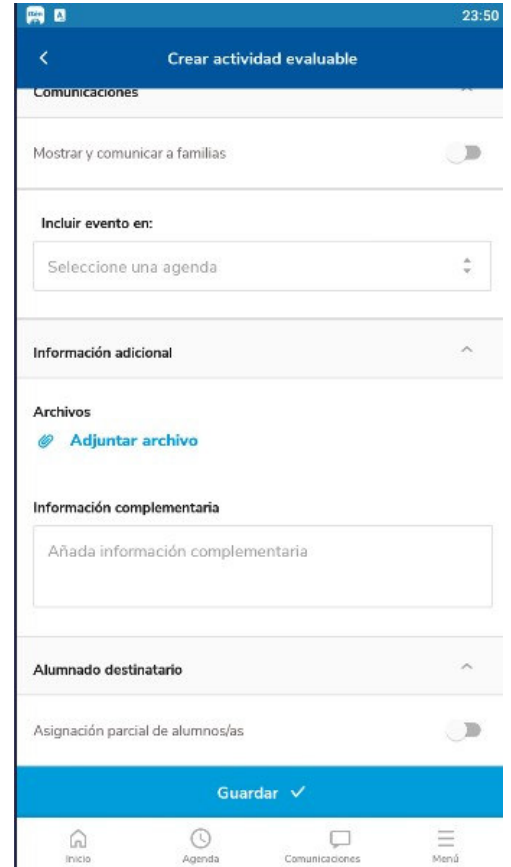 23:50
Crear actividad evaluable
Comunicaciones
Mostrar y comunicar a familias
Incluir evento en:
Seleccione una agenda
Información adicional
Archivos
Adjuntar archivo
Información complementaria
Añada información complementaria
Alumnado destinatario
Asignación parcial de alumnos/as
Guardar
Inicio Agenda Comunicaciones Menú